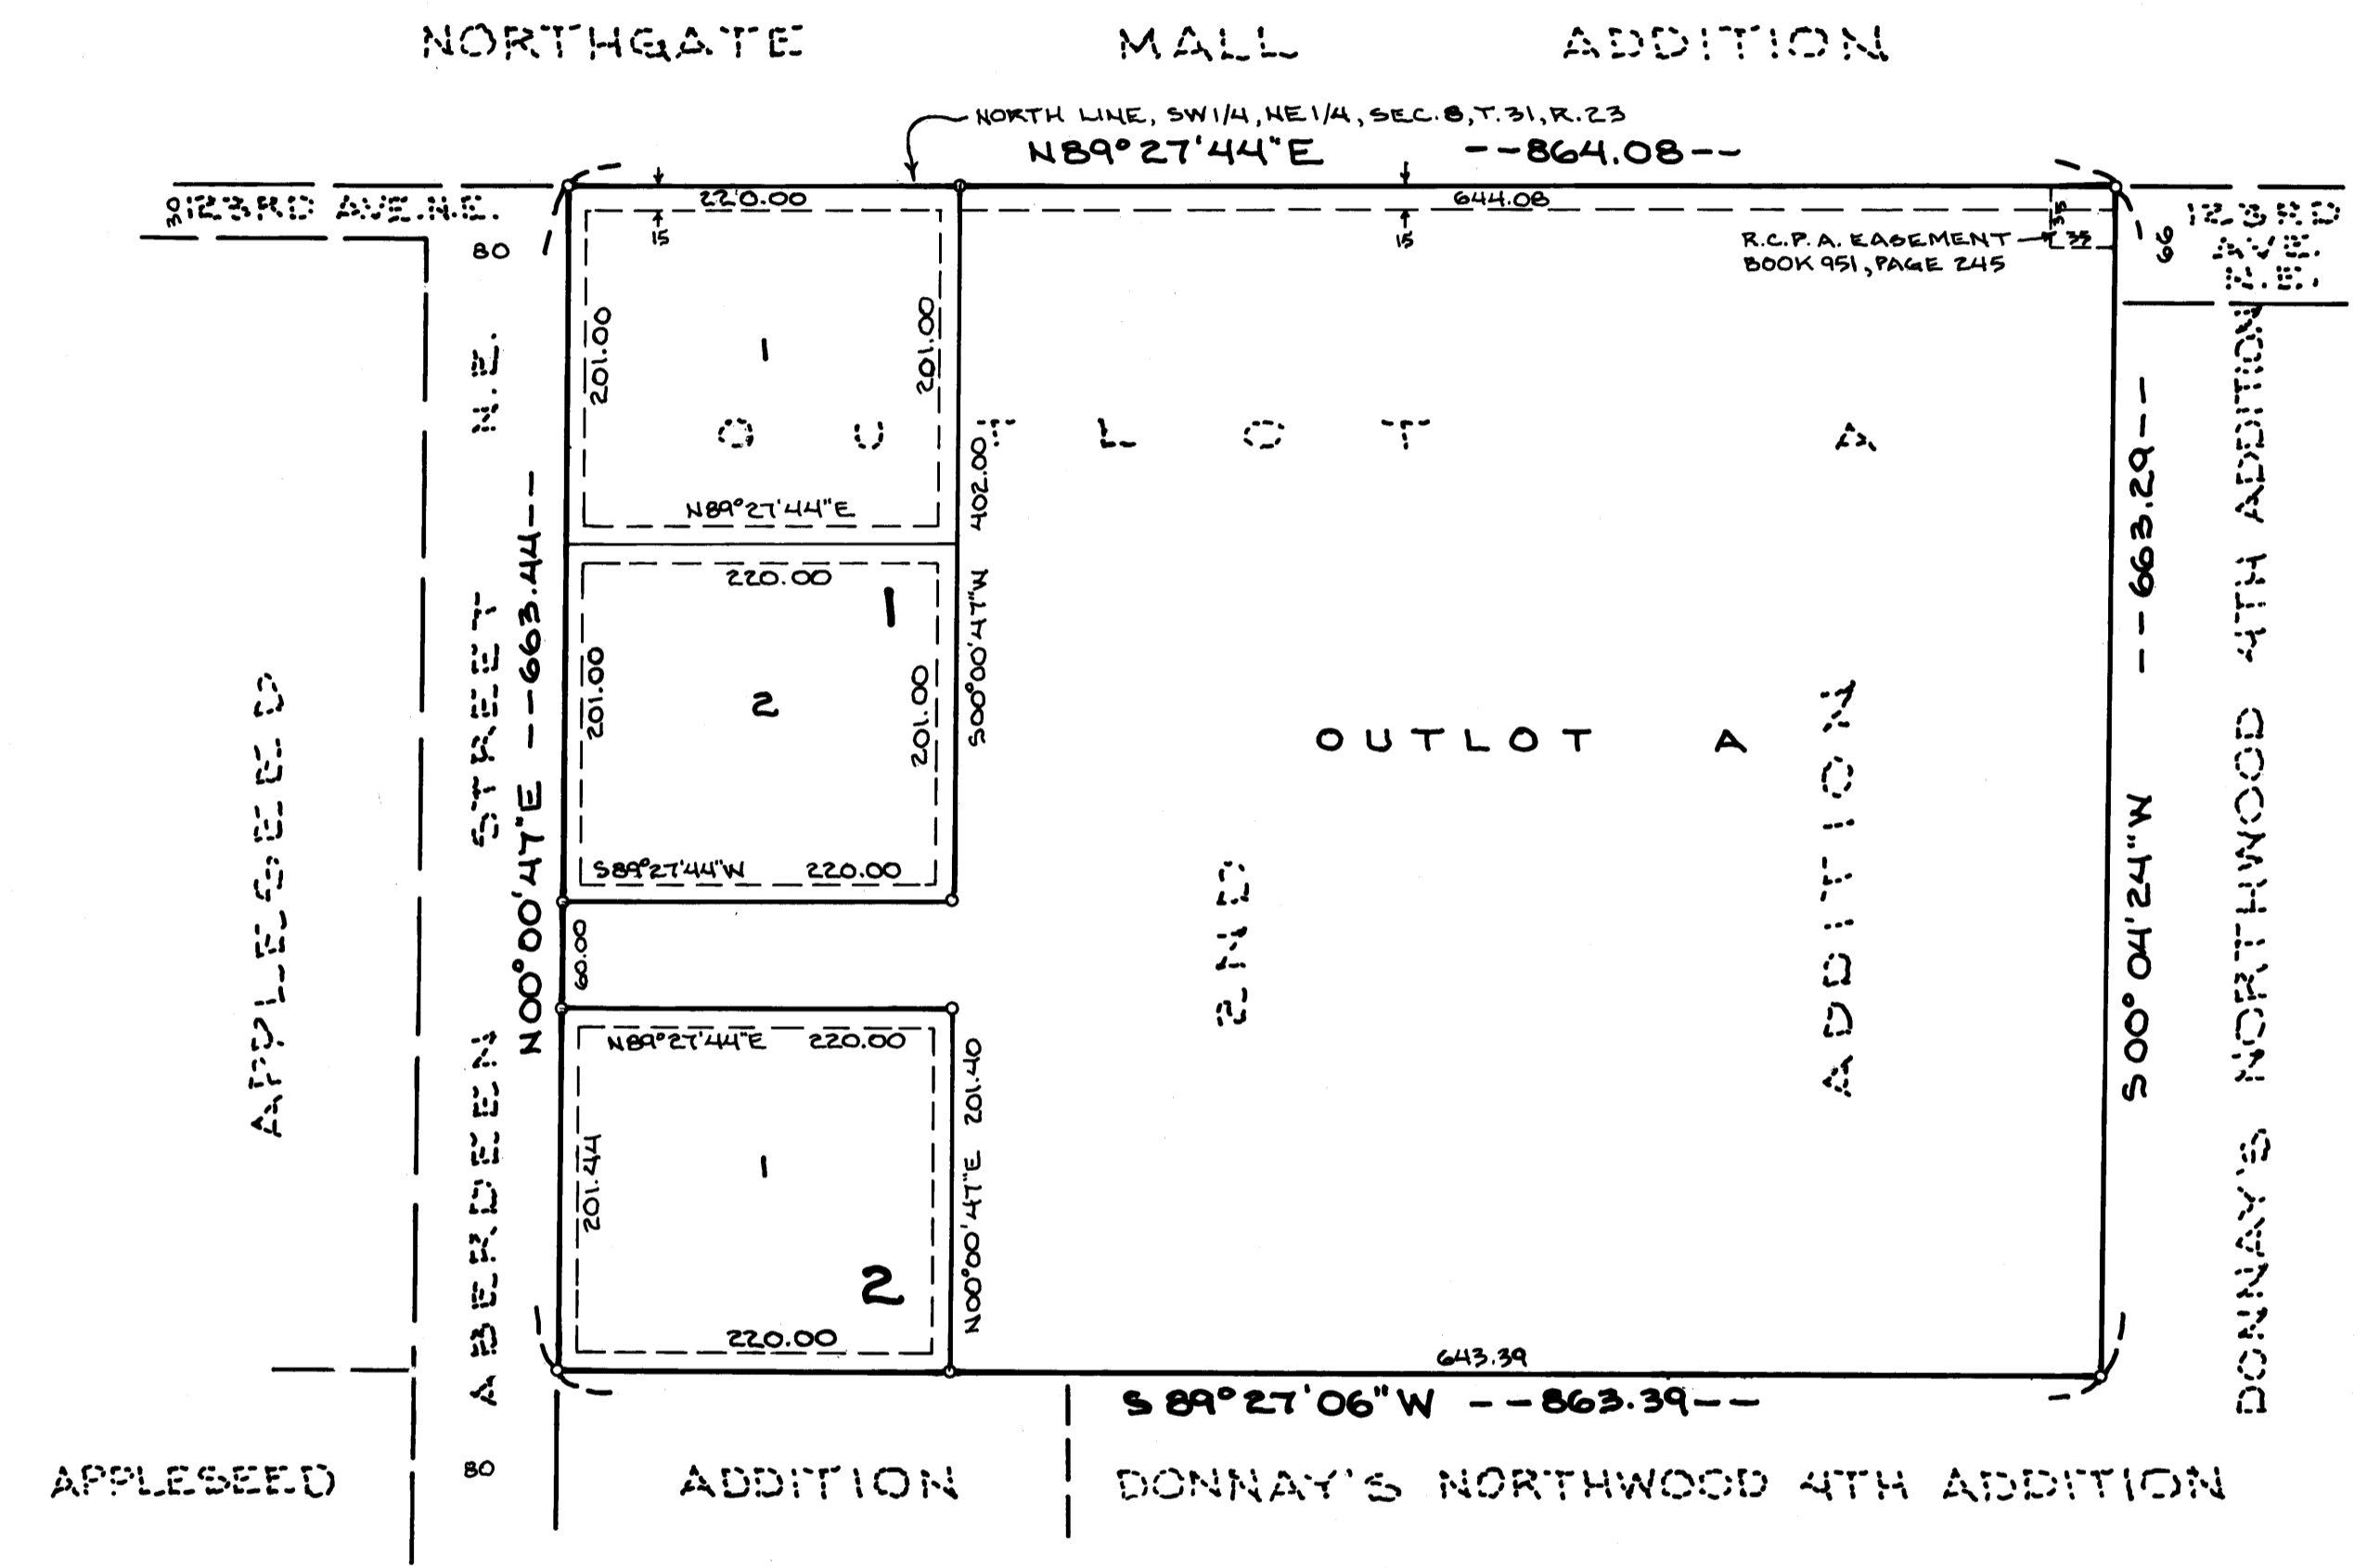 NORTHGATE MALL ADDITION
NORTH LINE, SW1/4, NE1/4, SEC. 8, T. 31, R. 23
N89°27'44"E --864.08--
30
123RD AVE. N.E.
80
220.00
15
644.08
15
35
35
R.C.P.A. EASEMENT
BOOK 951, PAGE 245
66
123RD
AVE.
N.E.
201.00
1
201.00
OUTLOT A
N89°27'44"E
S00°00'47"W 402.00
220.00
1
201.00
2
201.00
S89°27'44"W 220.00
60.00
N89°27'44"E 220.00
201.44
1
2
220.00
N00°00'47"E 201.40
OUTLOT A
2ND ADDITION
APPLESEED
ABERDEEN STREET N.E.
N00°00'47"E --663.44--
S00°04'24"W --663.29--
DONNAY'S NORTHWOOD 4TH ADDITION
643.39
S89°27'06"W --863.39--
APPLESEED
80
ADDITION
DONNAY'S NORTHWOOD 4TH ADDITION